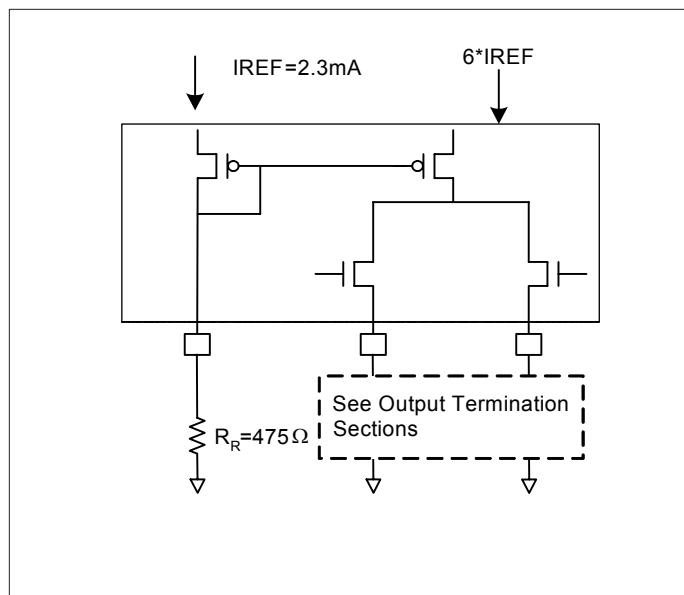 IREF=2.3mA
6*IREF
See Output Termination
Sections
R_R=475Ω